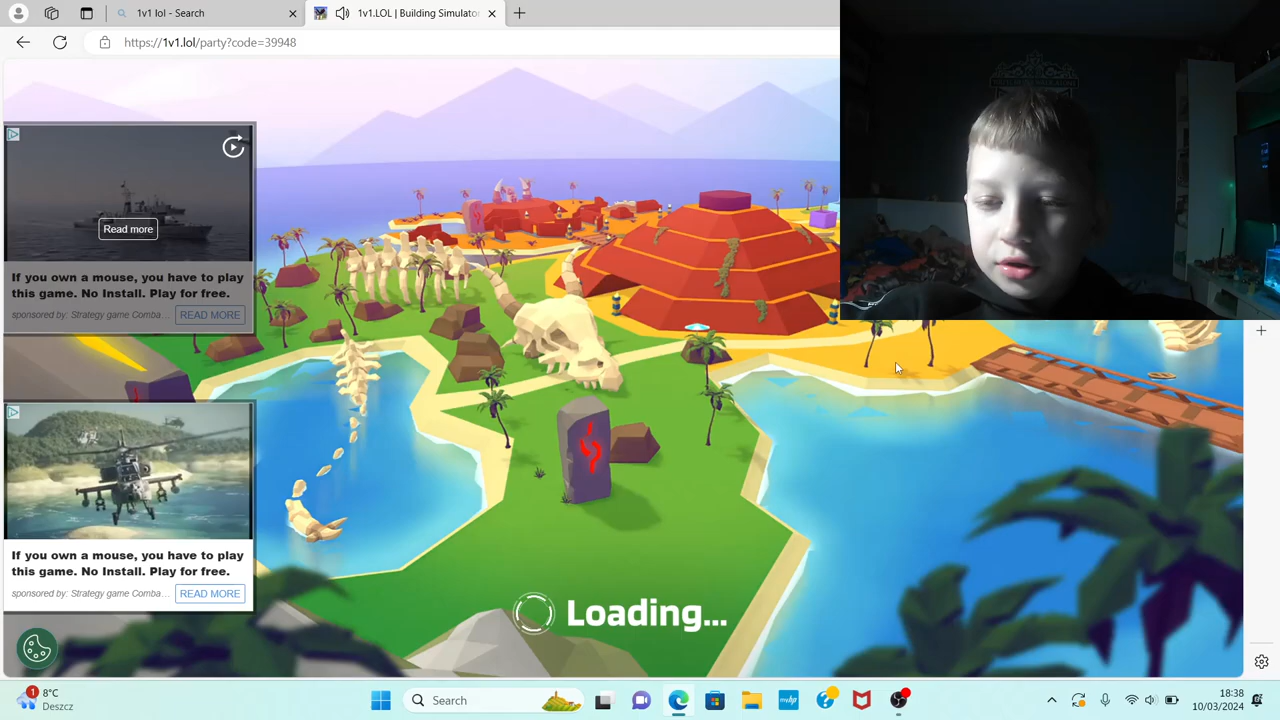 1v1 lol - Search
1v1.LOL | Building Simulato
https://1v1.lol/party?code=39948
Read more
If you own a mouse, you have to play
this game. No Install. Play for free.
sponsored by: Strategy game Comba...
READ MORE
If you own a mouse, you have to play
this game. No Install. Play for free.
sponsored by: Strategy game Comba...
READ MORE
Loading...
1
8°C
Deszcz
Search
18:38
10/03/2024